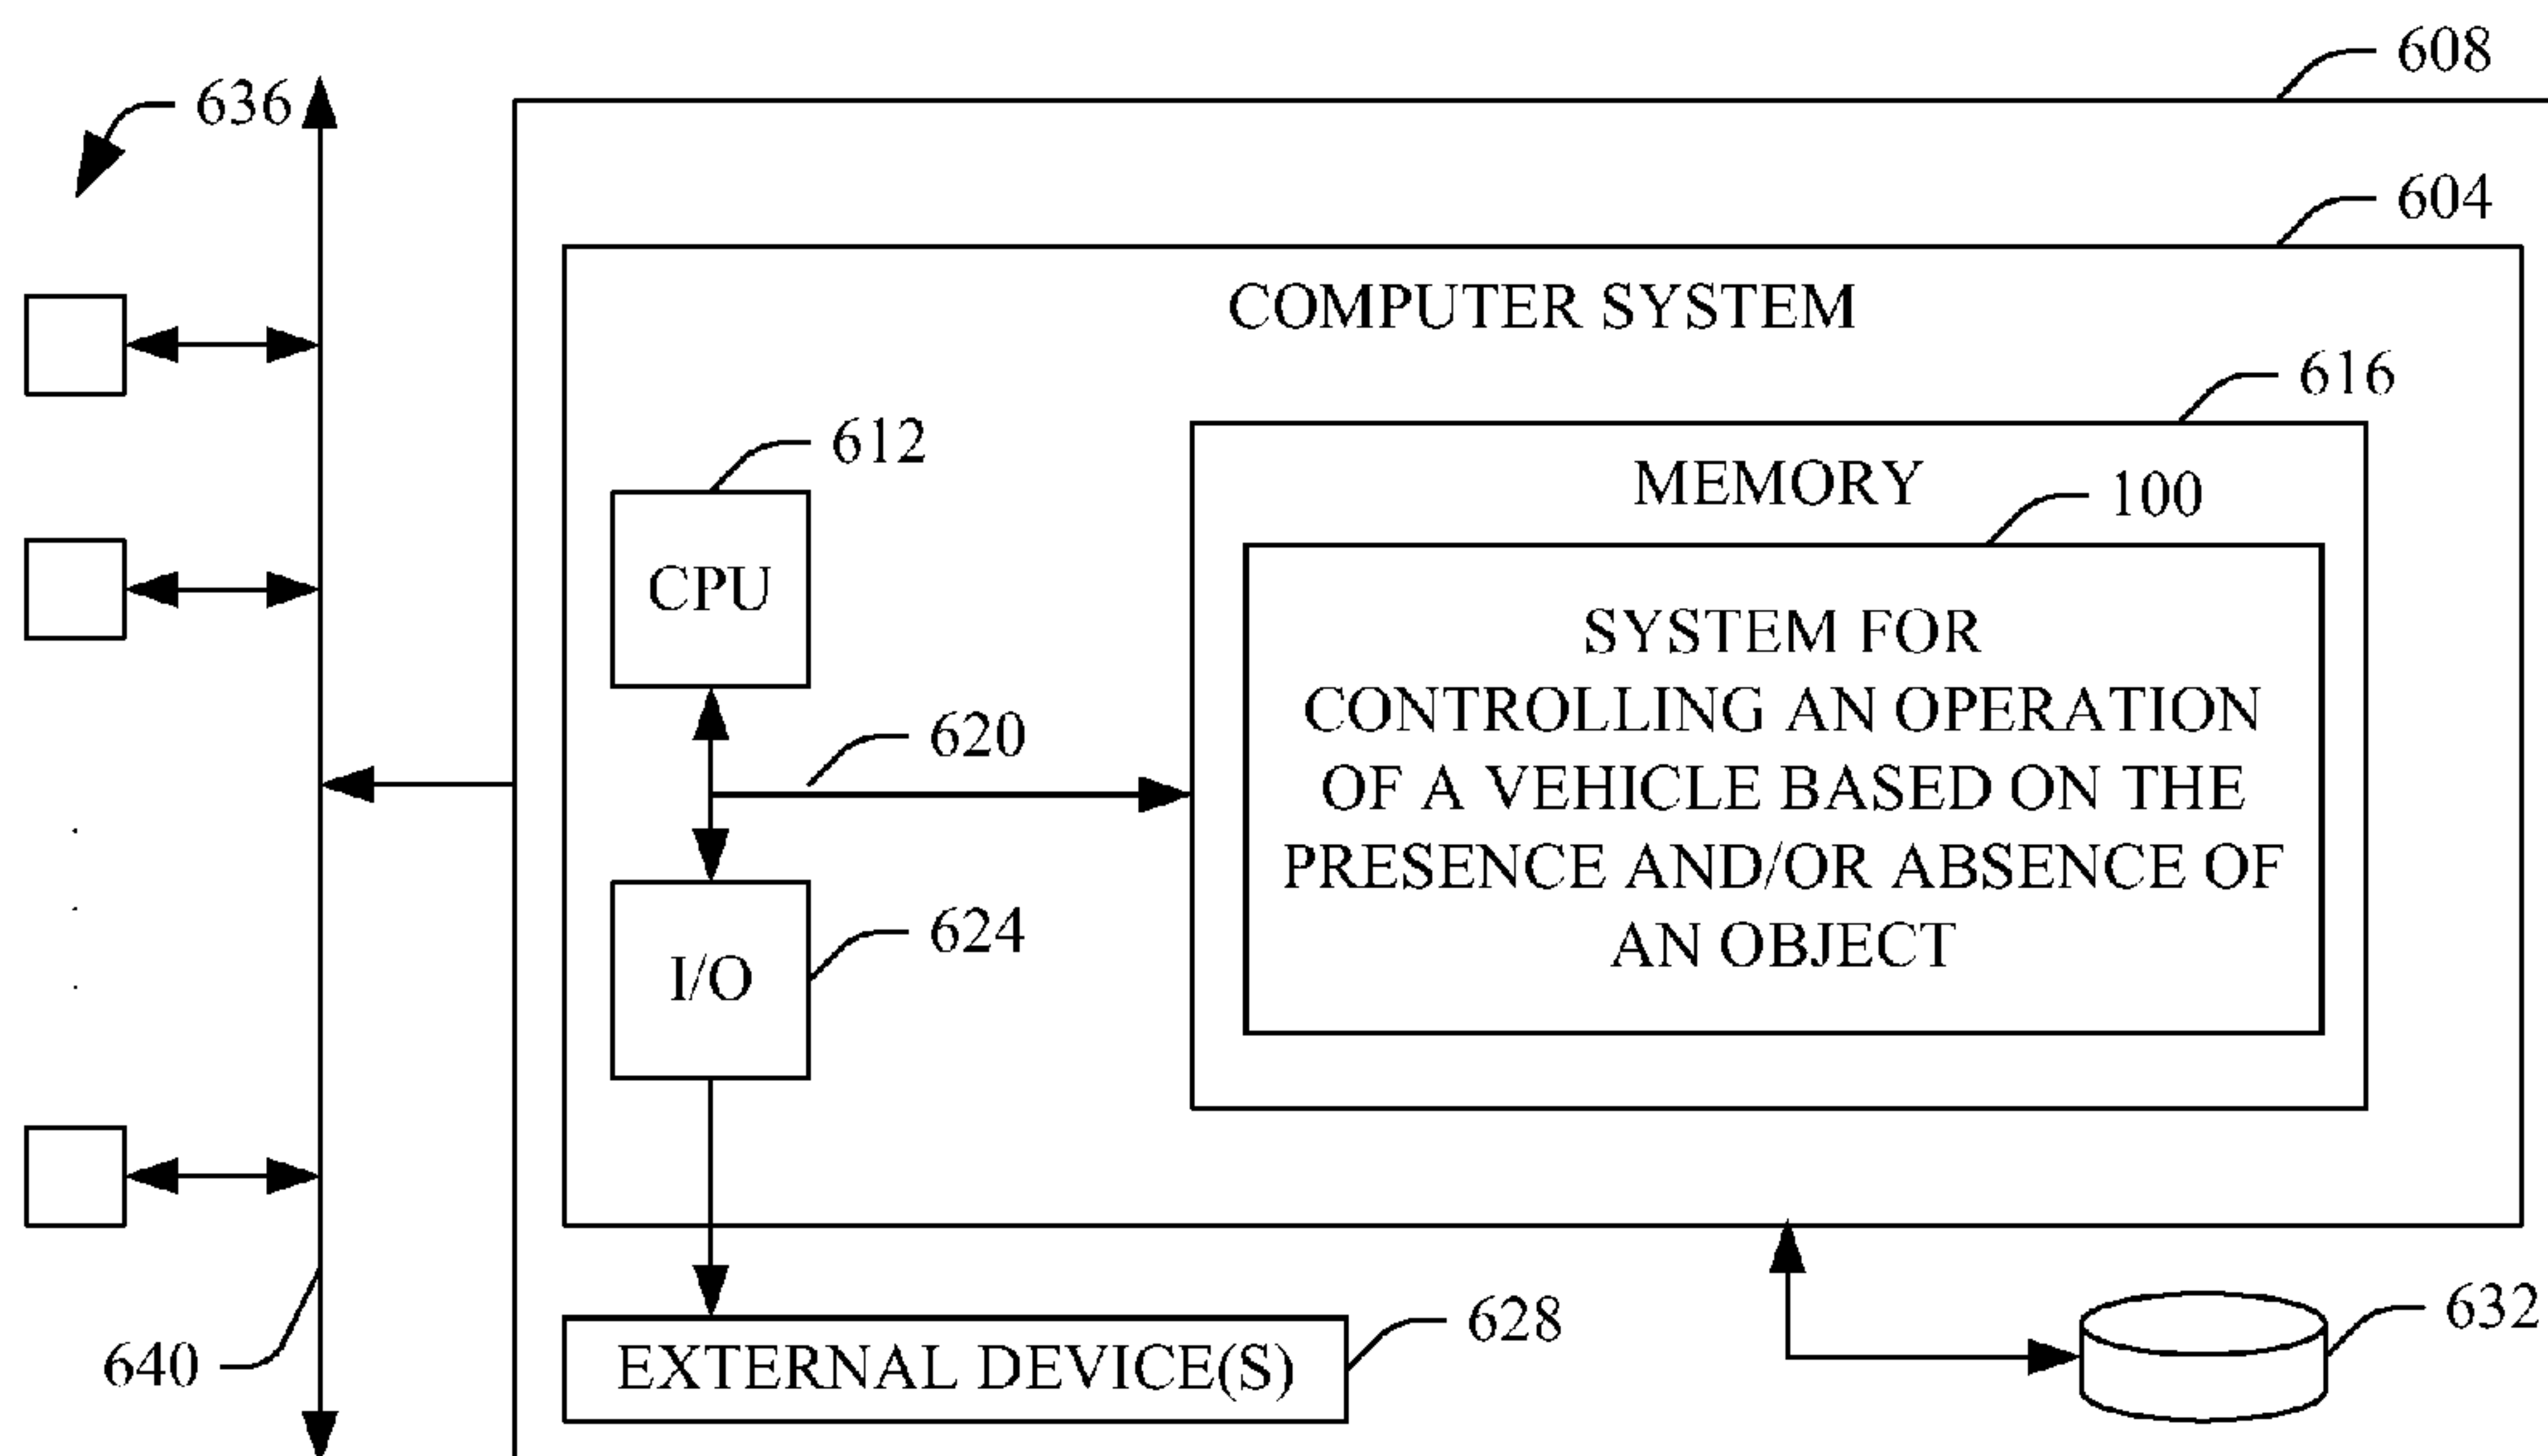 608
636
604
COMPUTER SYSTEM
616
612
MEMORY
100
CPU
SYSTEM FOR
CONTROLLING AN OPERATION
OF A VEHICLE BASED ON THE
PRESENCE AND/OR ABSENCE OF
AN OBJECT
620
624
I/O
632
628
EXTERNAL DEVICE(S)
640